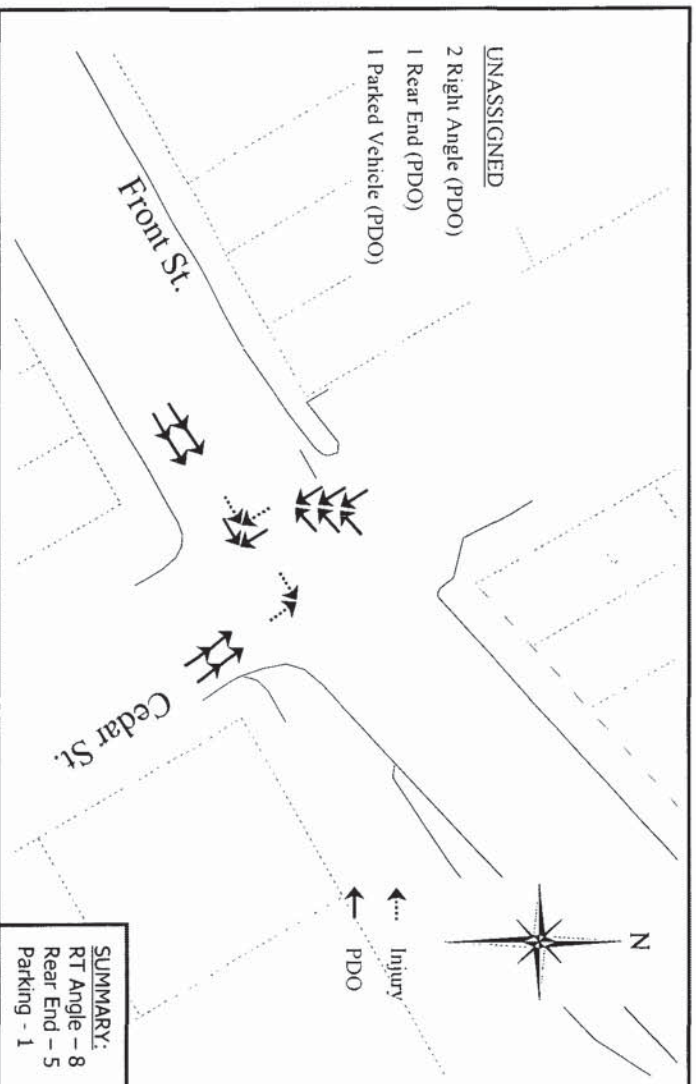 UNASSIGNED
2 Right Angle (PDO)
1 Rear End (PDO)
1 Parked Vehicle (PDO)
Front St.
Cedar St.
N
Injury
PDO
SUMMARY:
RT Angle – 8
Rear End – 5
Parking - 1